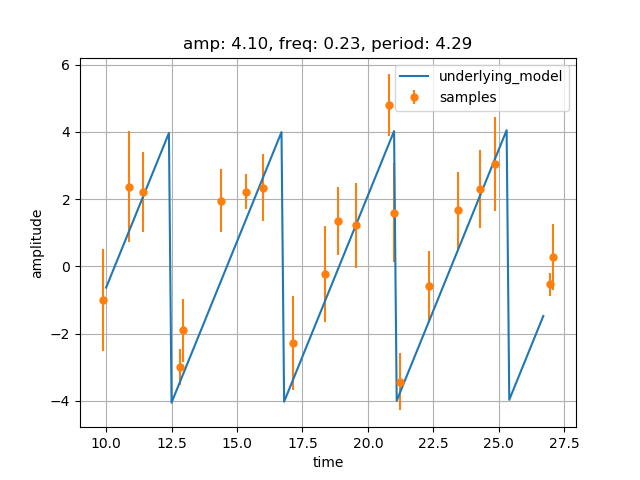 amp: 4.10, freq: 0.23, period: 4.29
underlying_model
samples
6
4
2
0
−2
−4
amplitude
10.0 12.5 15.0 17.5 20.0 22.5 25.0 27.5
time